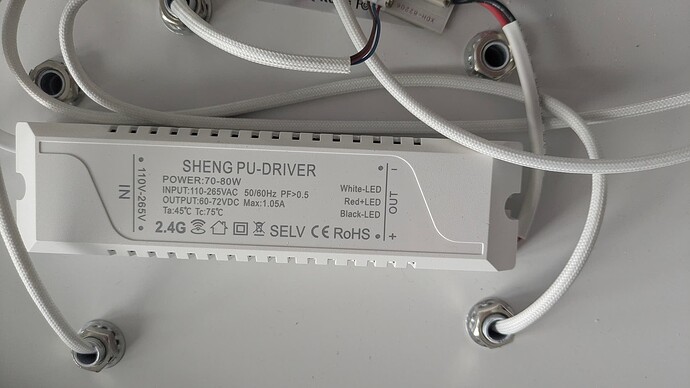 SHENG PU-DRIVER
POWER:70-80W
INPUT:110-265VAC 50/60Hz PF>0.5
OUTPUT:60-72VDC Max:1.05A
Ta:45℃ Tc:75℃
2.4G SELV CE RoHS
110V-265V
IN
White-LED
Red+LED
Black-LED
- OUT +